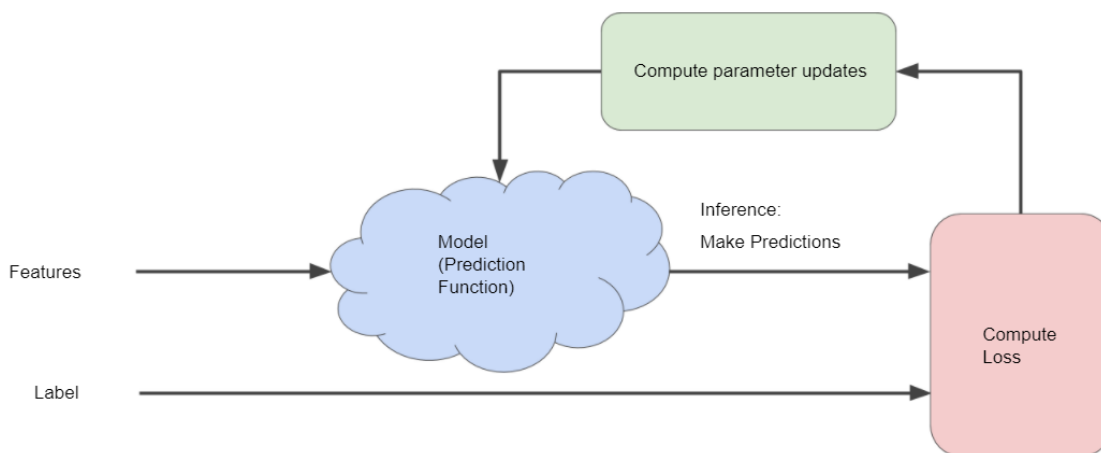 Compute parameter updates
Inference:
Make Predictions
Model
(Prediction
Function)
Features
Compute
Loss
Label